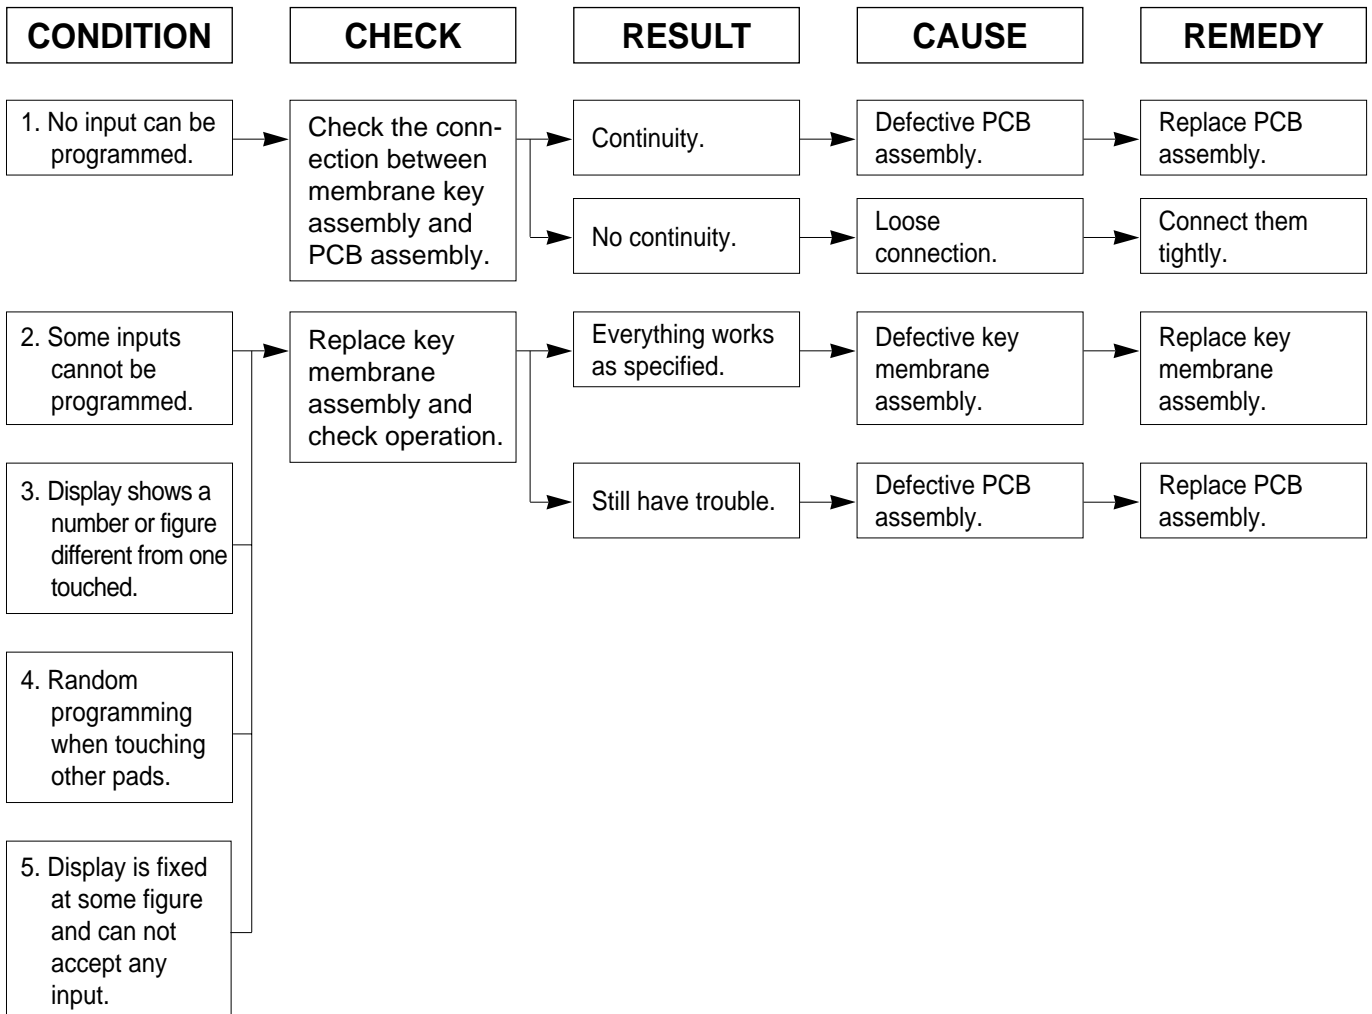 CONDITION
CHECK
RESULT
CAUSE
REMEDY
1. No input can be
programmed.
Check the conn-
ection between
membrane key
assembly and
PCB assembly.
Continuity.
Defective PCB
assembly.
Replace PCB
assembly.
No continuity.
Loose
connection.
Connect them
tightly.
2. Some inputs
cannot be
programmed.
Replace key
membrane
assembly and
check operation.
Everything works
as specified.
Defective key
membrane
assembly.
Replace key
membrane
assembly.
Still have trouble.
Defective PCB
assembly.
Replace PCB
assembly.
3. Display shows a
number or figure
different from one
touched.
4. Random
programming
when touching
other pads.
5. Display is fixed
at some figure
and can not
accept any
input.